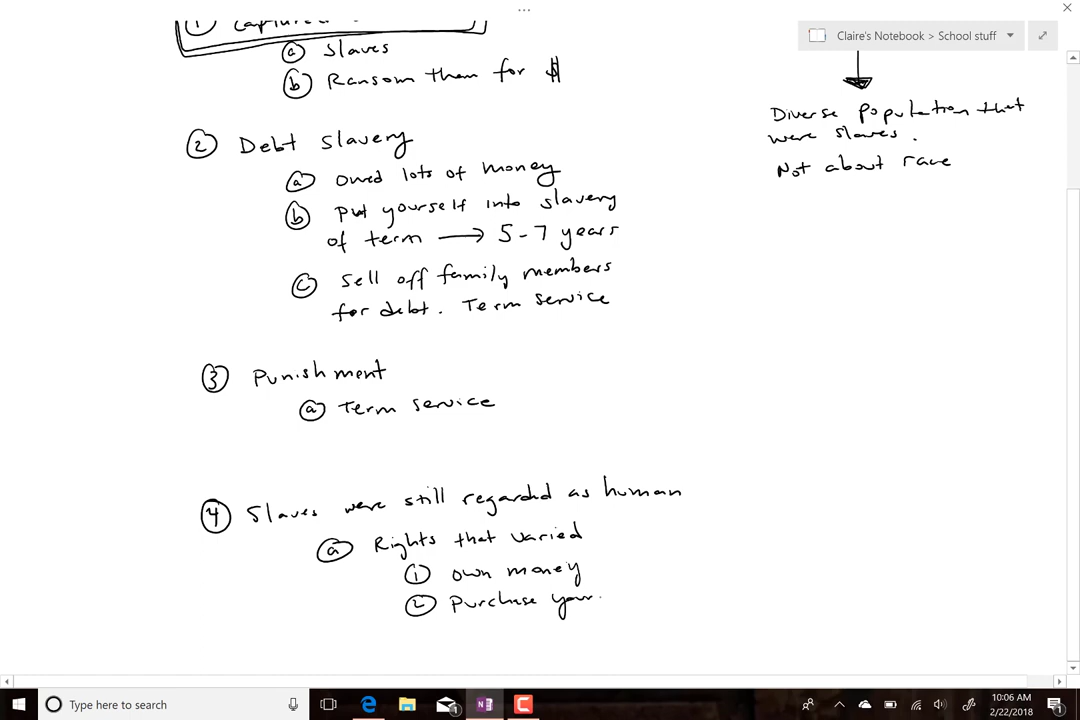 ① Captured
Claire's Notebook > School stuff
ⓐ Slaves
ⓑ Ransom them for $
Diverse population that
were slaves.
Not about race
② Debt slavery
ⓐ owed lots of money
ⓑ Put yourself into slavery
of term → 5-7 years
ⓒ Sell off family members
for debt. Term service
③ Punishment
ⓐ Term service
④ Slaves were still regarded as human
ⓐ Rights that varied
① own money
② Purchase your
Type here to search
10:06 AM
2/22/2018